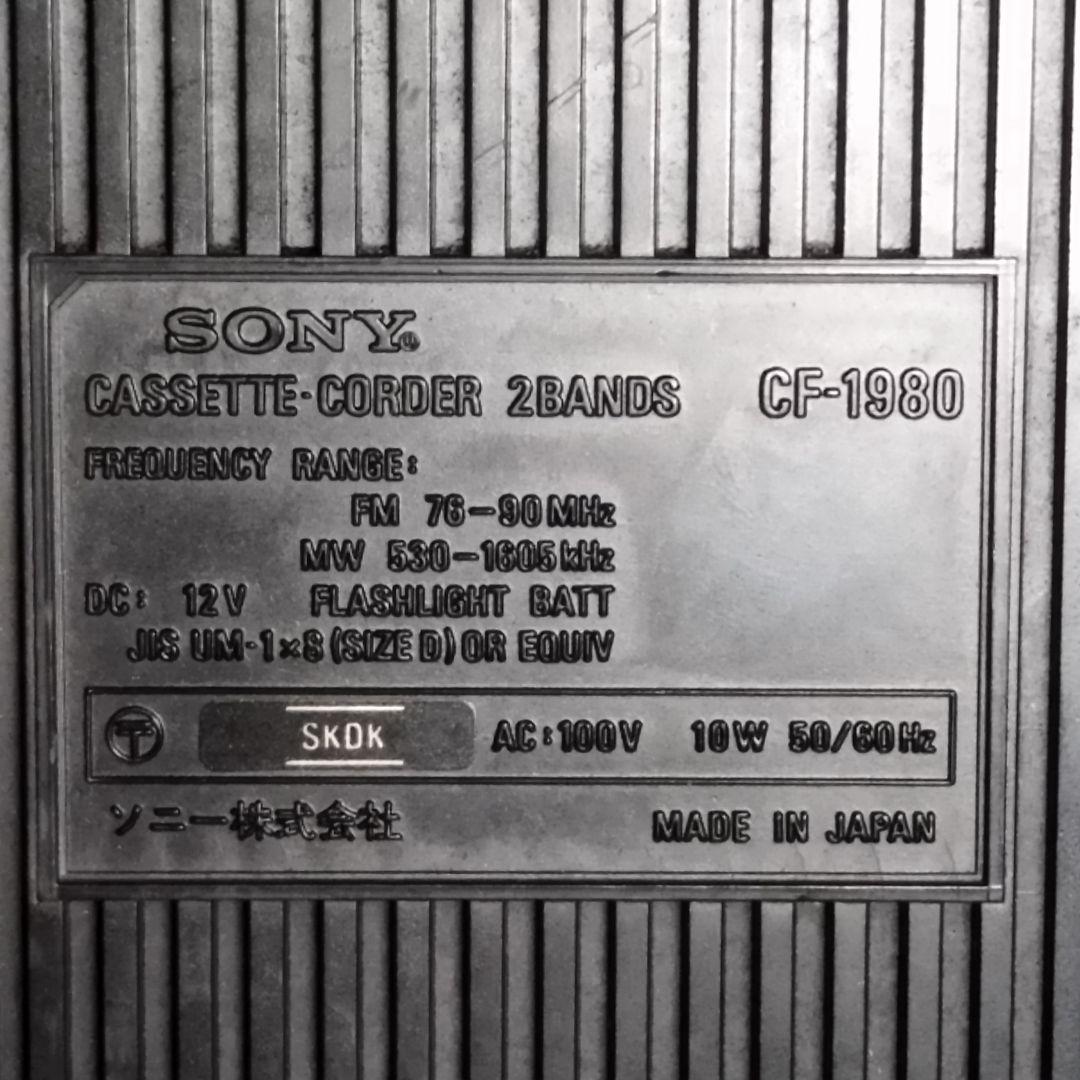 SONY®
CASSETTE-CORDER 2BANDS CF-1980
FREQUENCY RANGE:
FM 76-90MHz
MW 530-1605kHz
DC: 12V FLASHLIGHT BATT
JIS UM-1×8 (SIZE D) OR EQUIV
〒 SKDK AC:100V 10W 50/60Hz
ソニー株式会社 MADE IN JAPAN